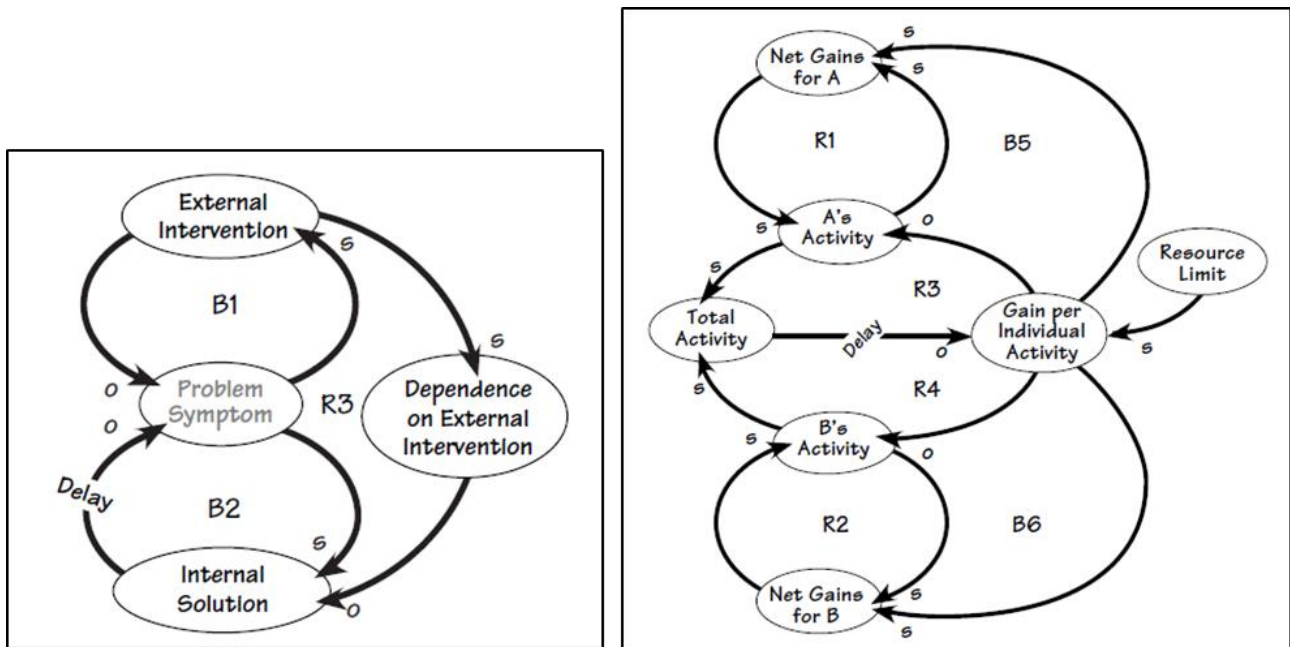 External
Intervention
s
B1
o
Problem
Symptom
o
R3
s
Dependence
on External
Intervention
Delay
B2
s
Internal
Solution
o
Net Gains
for A
s
s
R1
B5
s
A's
Activity
o
s
R3
Resource
Limit
Total
Activity
Delay
o
Gain per
Individual
Activity
s
s
R4
s
B's
Activity
o
R2
B6
Net Gains
for B
s
s